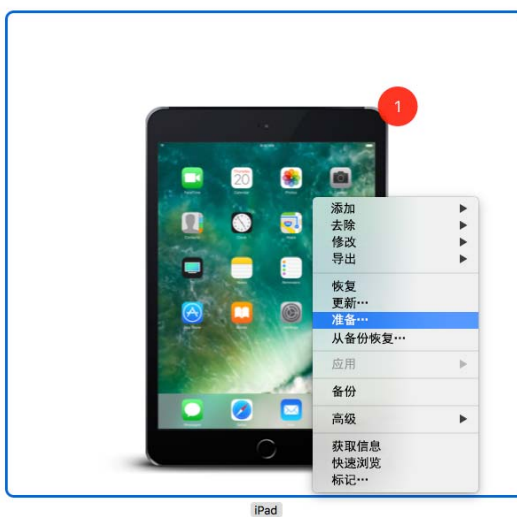 1
20
添加
去除
修改
导出
恢复
更新…
准备…
从备份恢复…
应用
备份
高级
获取信息
快速浏览
标记…
iPad